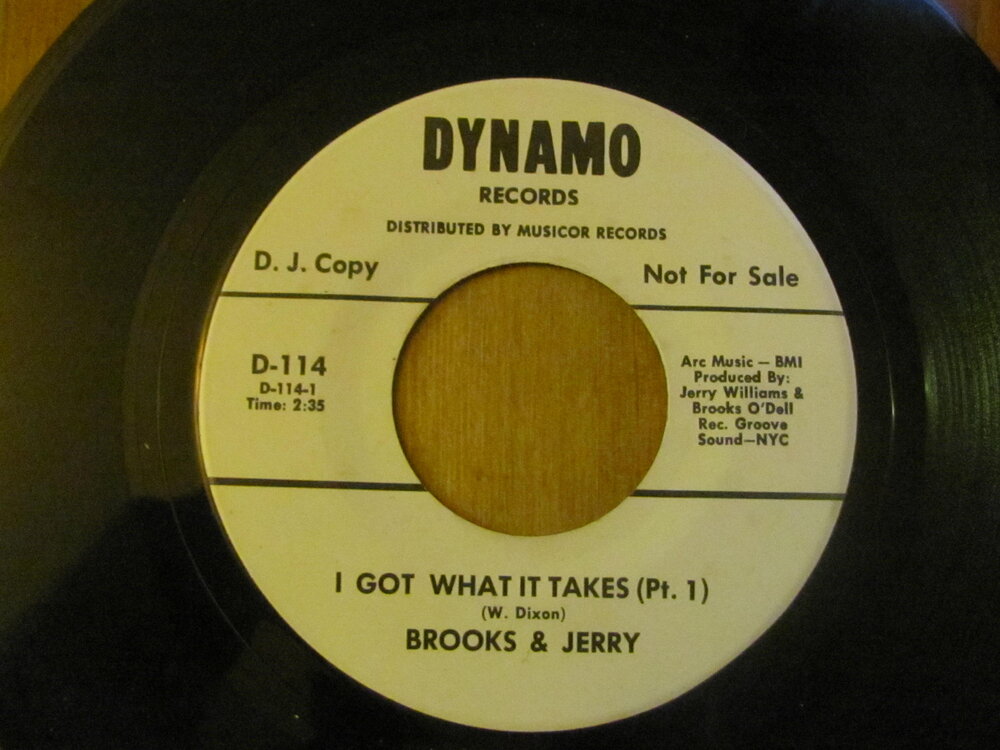 DYNAMO
RECORDS
DISTRIBUTED BY MUSICOR RECORDS
D. J. Copy
Not For Sale
D-114
D-114-1
Time: 2:35
Arc Music — BMI
Produced By:
Jerry Williams &
Brooks O'Dell
Rec. Groove
Sound—NYC
I GOT WHAT IT TAKES (Pt. 1)
(W. Dixon)
BROOKS & JERRY